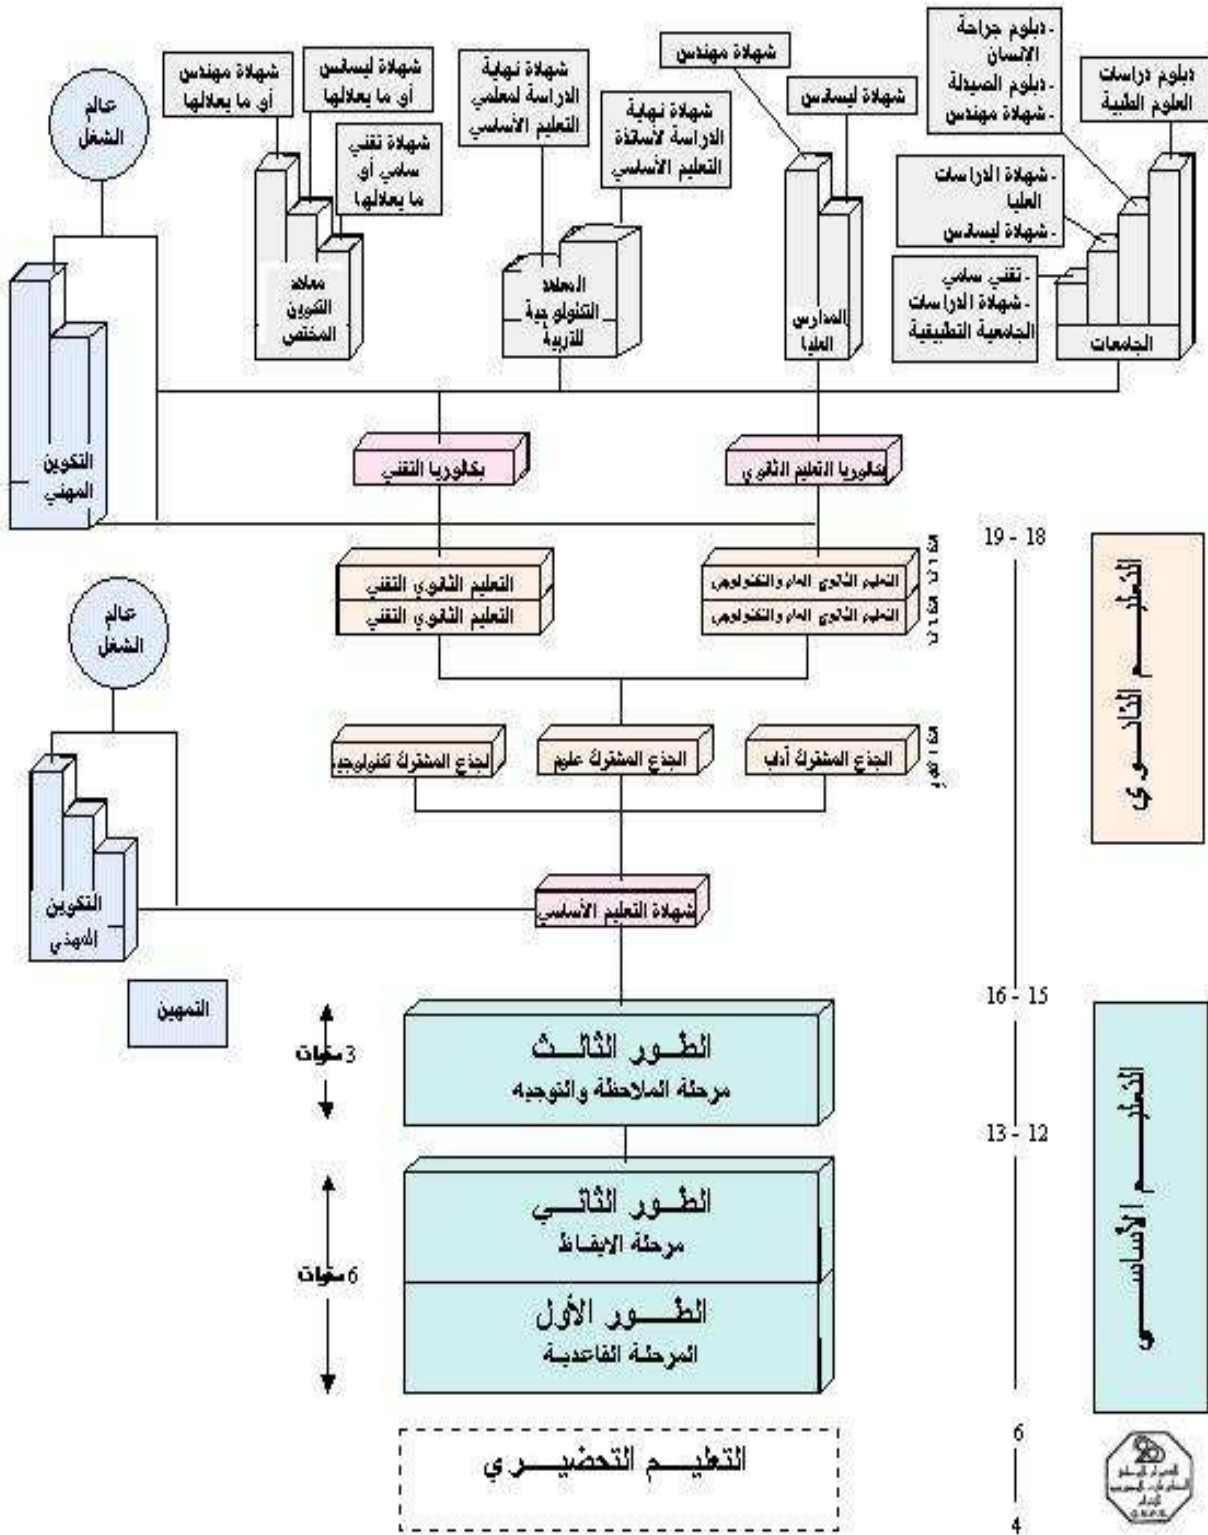 عالم
الشغل
شهادة مهندس
أو ما يعادلها
شهادة ليسانس
أو ما يعادلها
شهادة تقني
سامي أو
ما يعادلها
شهادة نهاية
الدراسة لمعلمي
التعليم الأساسي
شهادة نهاية
الدراسة لأساتذة
التعليم الأساسي
شهادة مهندس
شهادة ليسانس
- دبلوم جراحة
الإنسان
- دبلوم الصيدلة
- شهادة مهندس
دبلوم دراسات
العلوم الطبية
- شهادة الدراسات
العليا
- شهادة ليسانس
- تقني سامي
- شهادة الدراسات
الجامعية التطبيقية
معاهد
التكوين
المختص
المعاهد
التكنولوجية
للتربية
المدارس
العليا
الجامعات
التكوين
المهني
بكالوريا التقني
بكالوريا التعليم الثانوي
19 - 18
التعليم الثانوي التقني
التعليم الثانوي التقني
التعليم الثانوي العام والتكنولوجي
التعليم الثانوي العام والتكنولوجي
التعليم الثانوي
عالم
الشغل
الجذع المشترك تكنولوجيا
الجذع المشترك علوم
الجذع المشترك آداب
التكوين
المهني
شهادة التعليم الأساسي
التمهين
16 - 15
3 سنوات
الطور الثالث
مرحلة الملاحظة والتوجيه
13 - 12
6 سنوات
الطور الثاني
مرحلة الايقاظ
الطور الأول
المرحلة القاعدية
التعليم الأساسي
التعليم التحضيري
6
4